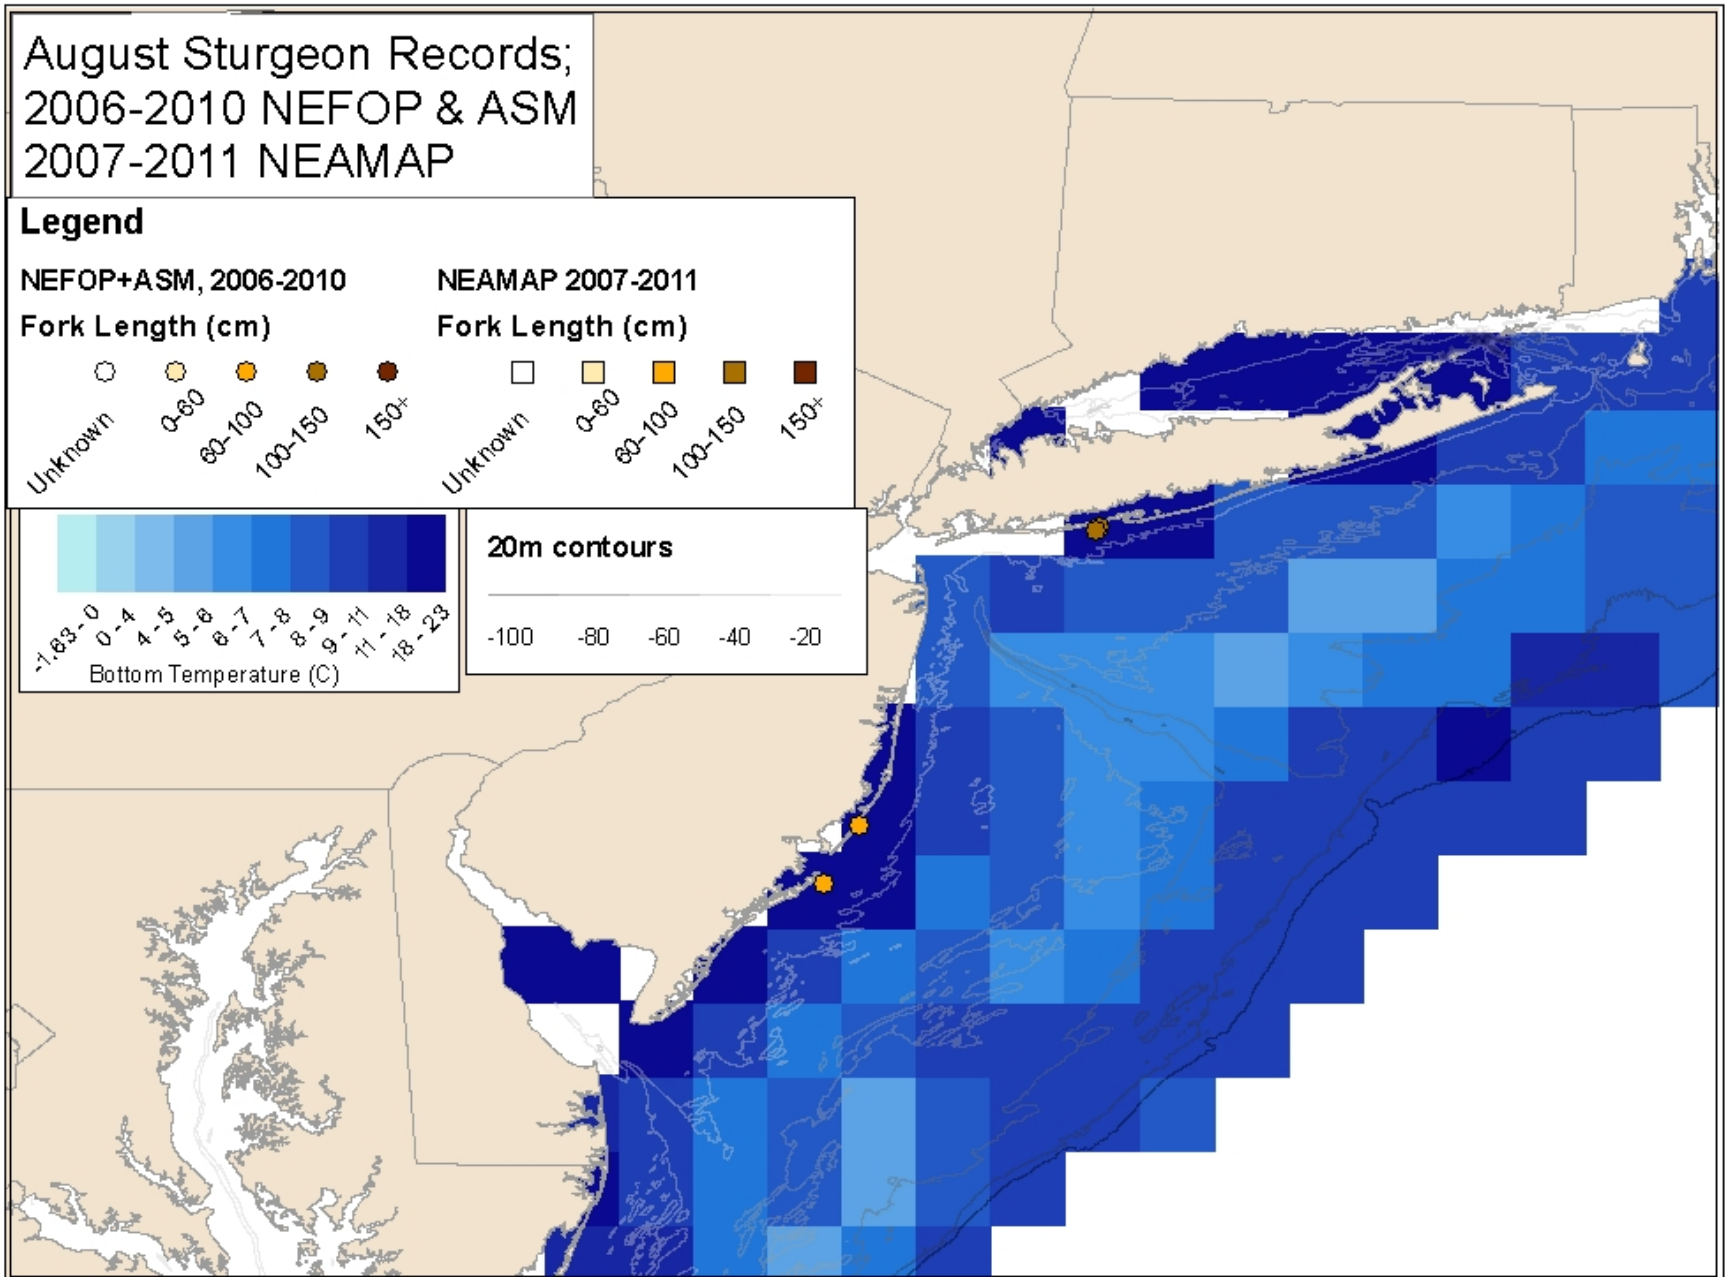 August Sturgeon Records;
2006-2010 NEFOP & ASM
2007-2011 NEAMAP
Legend
NEFOP+ASM, 2006-2010
Fork Length (cm)
Unknown
0-60
60-100
100-150
150+
NEAMAP 2007-2011
Fork Length (cm)
Unknown
0-60
60-100
100-150
150+
-1.63 - 0
0 - 4
4 - 5
5 - 6
6 - 7
7 - 8
8 - 9
9 - 11
11 - 18
18 - 23
Bottom Temperature (C)
20m contours
-100 -80 -60 -40 -20